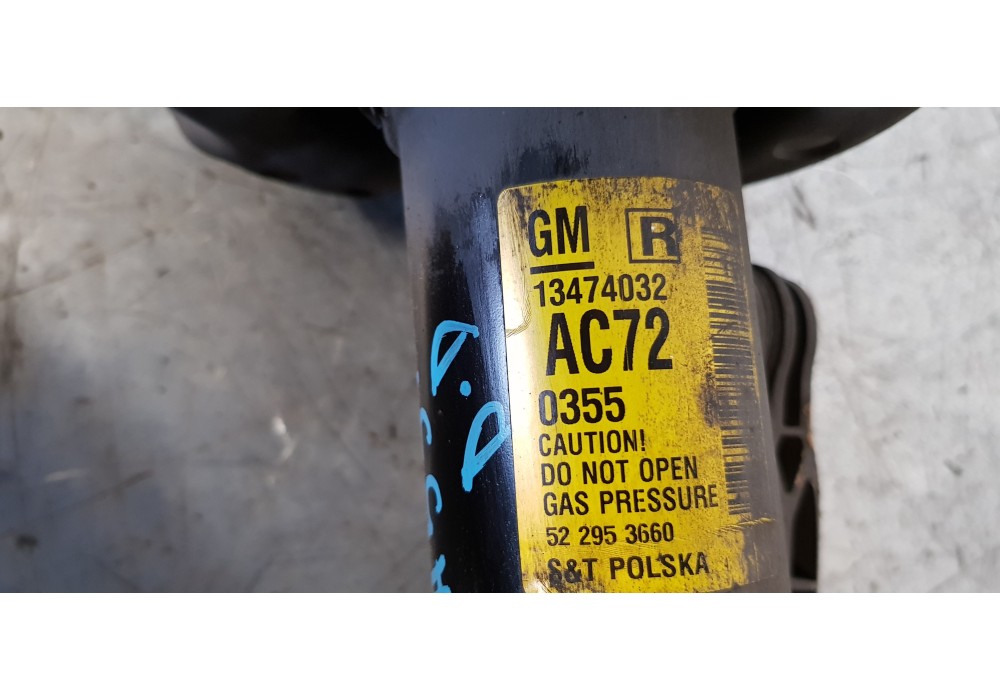 GM R
13474032
AC72
0355
CAUTION!
DO NOT OPEN
GAS PRESSURE
52 295 3660
S&T POLSKA
D.D